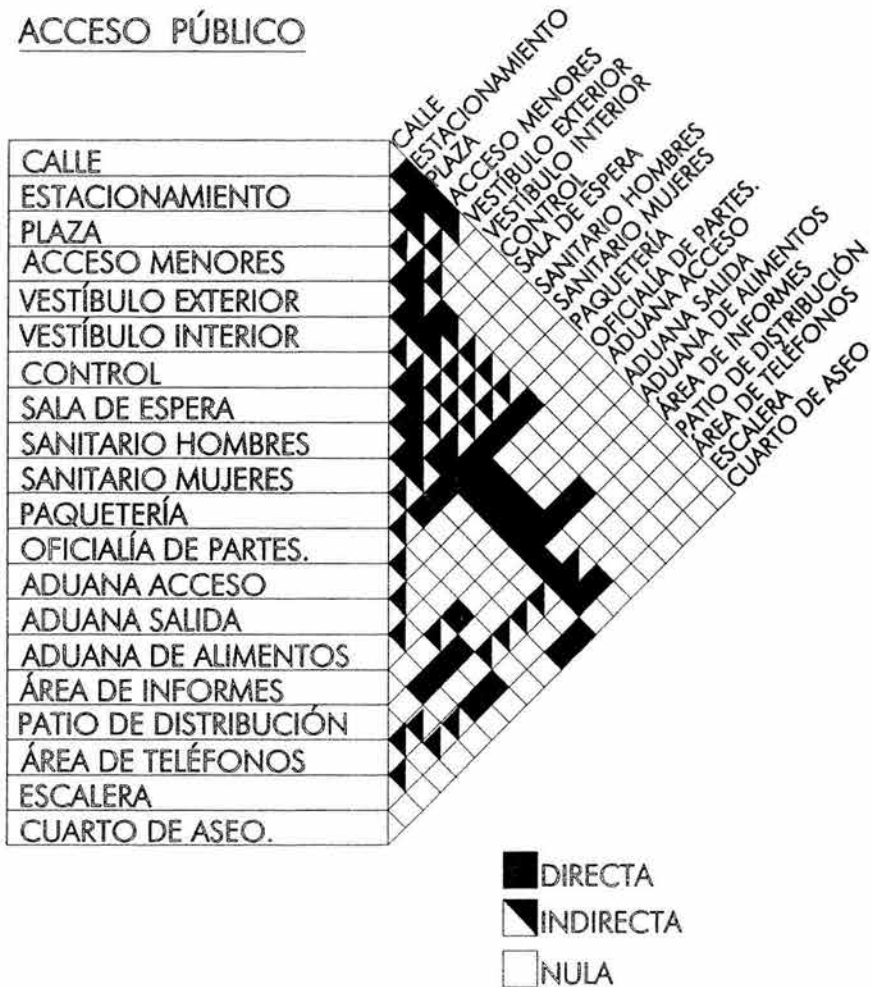 ACCESO PÚBLICO
CALLE
ESTACIONAMIENTO
PLAZA
ACCESO MENORES
VESTÍBULO EXTERIOR
VESTÍBULO INTERIOR
CONTROL
SALA DE ESPERA
SANITARIO HOMBRES
SANITARIO MUJERES
PAQUETERÍA
OFICIALÍA DE PARTES.
ADUANA ACCESO
ADUANA SALIDA
ADUANA DE ALIMENTOS
ÁREA DE INFORMES
PATIO DE DISTRIBUCIÓN
ÁREA DE TELÉFONOS
ESCALERA
CUARTO DE ASEO
CALLE
ESTACIONAMIENTO
PLAZA
ACCESO MENORES
VESTÍBULO EXTERIOR
VESTÍBULO INTERIOR
CONTROL
SALA DE ESPERA
SANITARIO HOMBRES
SANITARIO MUJERES
PAQUETERÍA
OFICIALÍA DE PARTES.
ADUANA ACCESO
ADUANA SALIDA
ADUANA DE ALIMENTOS
ÁREA DE INFORMES
PATIO DE DISTRIBUCIÓN
ÁREA DE TELÉFONOS
ESCALERA
CUARTO DE ASEO.
DIRECTA
INDIRECTA
NULA